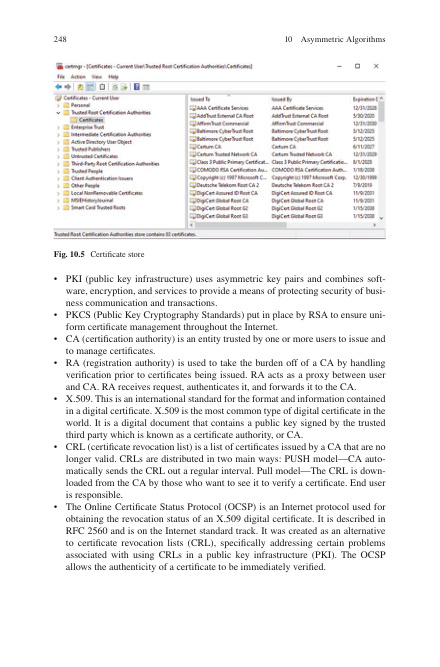 248
10 Asymmetric Algorithms
certmgr - [Certificates - Current User\Trusted Root Certification Authorities\Certificates]
File Action View Help
Certificates - Current User
Personal
Trusted Root Certification Authorities
Certificates
Enterprise Trust
Intermediate Certification Authorities
Active Directory User Object
Trusted Publishers
Untrusted Certificates
Third-Party Root Certification Authorities
Trusted People
Client Authentication Issuers
Other People
Local NonRemovable Certificates
MSIEHistoryJournal
Smart Card Trusted Roots
Issued To Issued By Expiration D
AAA Certificate Services AAA Certificate Services 12/31/2028
AddTrust External CA Root AddTrust External CA Root 5/30/2020
AffirmTrust Commercial AffirmTrust Commercial 12/31/2030
Baltimore CyberTrust Root Baltimore CyberTrust Root 5/12/2025
Baltimore CyberTrust Root Baltimore CyberTrust Root 5/12/2025
Certum CA Certum CA 6/11/2027
Certum Trusted Network CA Certum Trusted Network CA 12/31/2029
Class 3 Public Primary Certificat... Class 3 Public Primary Certificat... 8/1/2028
COMODO RSA Certification Au... COMODO RSA Certification Auth... 1/18/2038
Copyright (c) 1997 Microsoft C... Copyright (c) 1997 Microsoft Corp. 12/30/1999
Deutsche Telekom Root CA 2 Deutsche Telekom Root CA 2 7/9/2019
DigiCert Assured ID Root CA DigiCert Assured ID Root CA 11/9/2031
DigiCert Global Root CA DigiCert Global Root CA 11/9/2031
DigiCert Global Root G2 DigiCert Global Root G2 1/15/2038
DigiCert Global Root G3 DigiCert Global Root G3 1/15/2038
Trusted Root Certification Authorities store contains 52 certificates.
Fig. 10.5 Certificate store
• PKI (public key infrastructure) uses asymmetric key pairs and combines soft-
ware, encryption, and services to provide a means of protecting security of busi-
ness communication and transactions.
• PKCS (Public Key Cryptography Standards) put in place by RSA to ensure uni-
form certificate management throughout the Internet.
• CA (certification authority) is an entity trusted by one or more users to issue and
to manage certificates.
• RA (registration authority) is used to take the burden off of a CA by handling
verification prior to certificates being issued. RA acts as a proxy between user
and CA. RA receives request, authenticates it, and forwards it to the CA.
• X.509. This is an international standard for the format and information contained
in a digital certificate. X.509 is the most common type of digital certificate in the
world. It is a digital document that contains a public key signed by the trusted
third party which is known as a certificate authority, or CA.
• CRL (certificate revocation list) is a list of certificates issued by a CA that are no
longer valid. CRLs are distributed in two main ways: PUSH model—CA auto-
matically sends the CRL out a regular interval. Pull model—The CRL is down-
loaded from the CA by those who want to see it to verify a certificate. End user
is responsible.
• The Online Certificate Status Protocol (OCSP) is an Internet protocol used for
obtaining the revocation status of an X.509 digital certificate. It is described in
RFC 2560 and is on the Internet standard track. It was created as an alternative
to certificate revocation lists (CRL), specifically addressing certain problems
associated with using CRLs in a public key infrastructure (PKI). The OCSP
allows the authenticity of a certificate to be immediately verified.